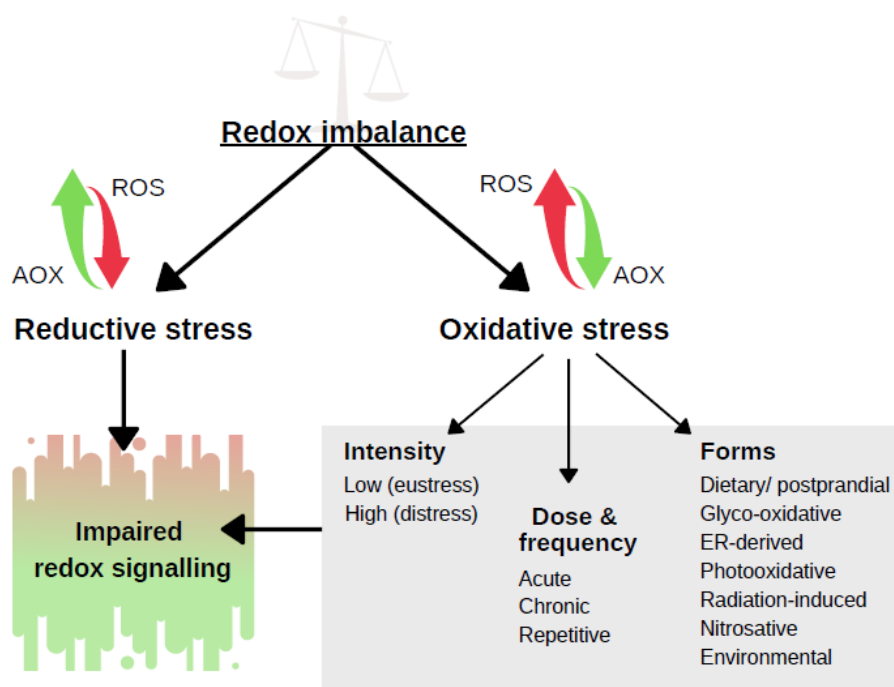 Redox imbalance
ROS
AOX
ROS
AOX
Reductive stress
Oxidative stress
Impaired
redox signalling
Intensity
Low (eustress)
High (distress)
Dose &
frequency
Acute
Chronic
Repetitive
Forms
Dietary/ postprandial
Glyco-oxidative
ER-derived
Photooxidative
Radiation-induced
Nitrosative
Environmental